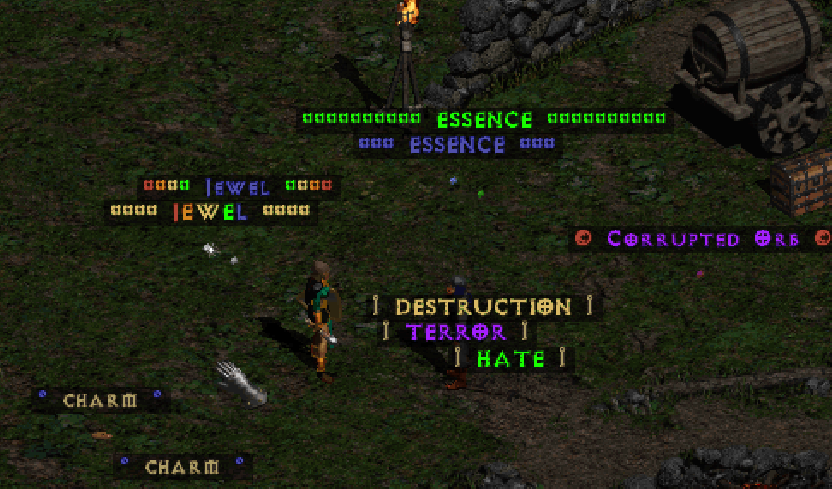 ESSENCE
ESSENCE
JEWEL
JEWEL
CORRUPTED ORB
DESTRUCTION
TERROR
HATE
CHARM
CHARM